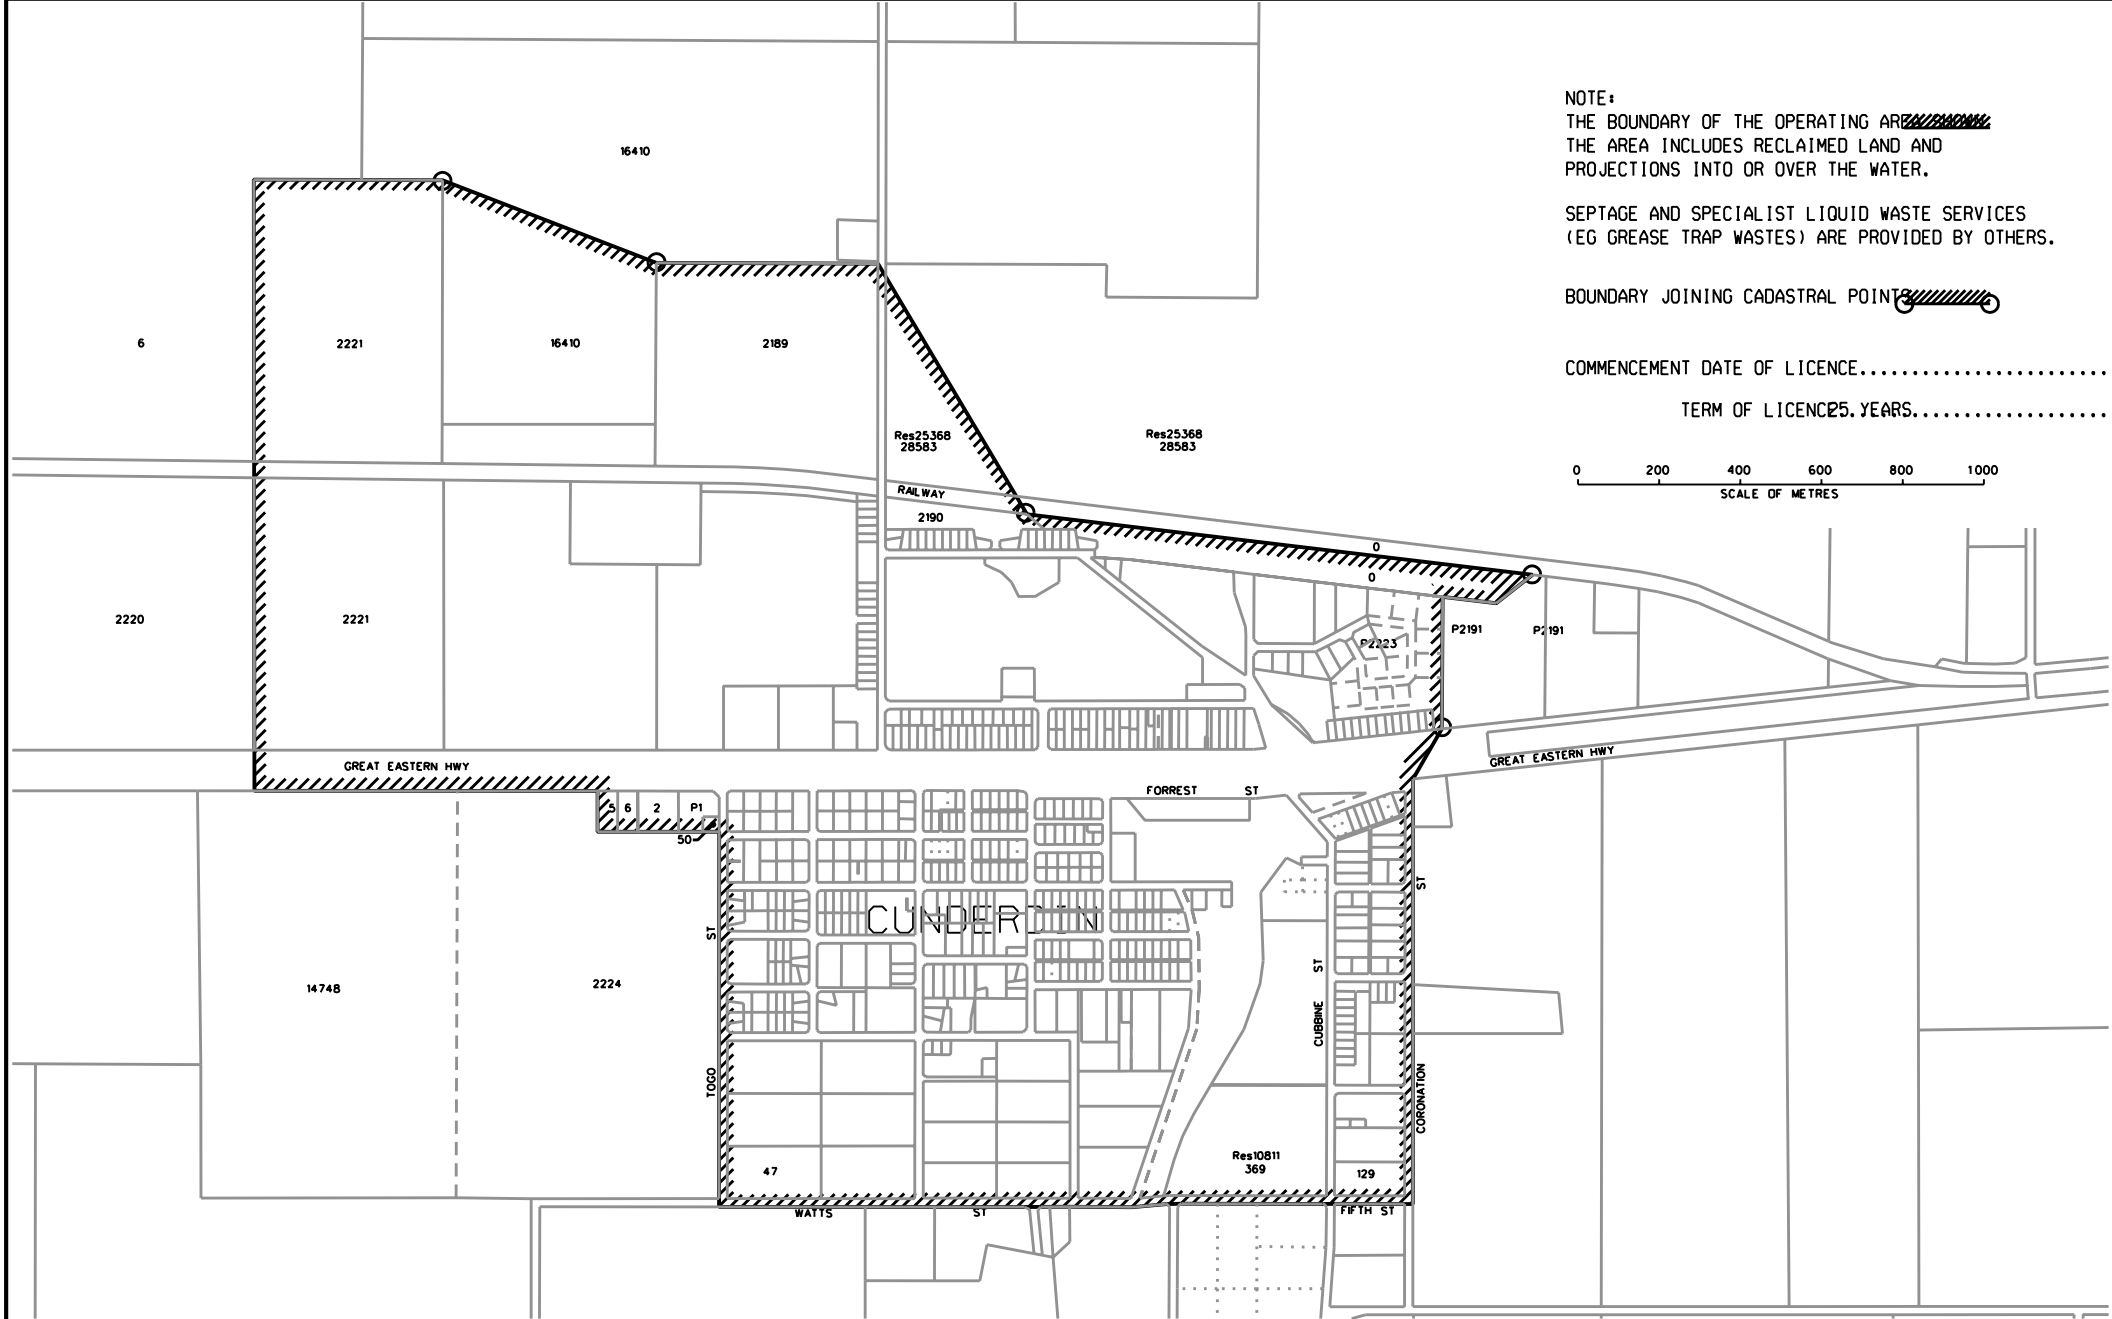 NOTE:
THE BOUNDARY OF THE OPERATING AREA SHOWN
THE AREA INCLUDES RECLAIMED LAND AND
PROJECTIONS INTO OR OVER THE WATER.
SEPTAGE AND SPECIALIST LIQUID WASTE SERVICES
(EG GREASE TRAP WASTES) ARE PROVIDED BY OTHERS.
BOUNDARY JOINING CADASTRAL POINTS
COMMENCEMENT DATE OF LICENCE........................
TERM OF LICENCE 25 YEARS...................
0 200 400 600 800 1000
SCALE OF METRES
16410
6
2221
16410
2189
Res25368
28583
Res25368
28583
RAILWAY
2190
0
0
2220
2221
P2223
P2191
P2191
GREAT EASTERN HWY
GREAT EASTERN HWY
5
6
2
P1
50
FORREST ST
CUNDERDIN
14748
2224
TOGO ST
CUBBINE ST
CORONATION ST
47
Res10811
369
129
WATTS ST
FIFTH ST